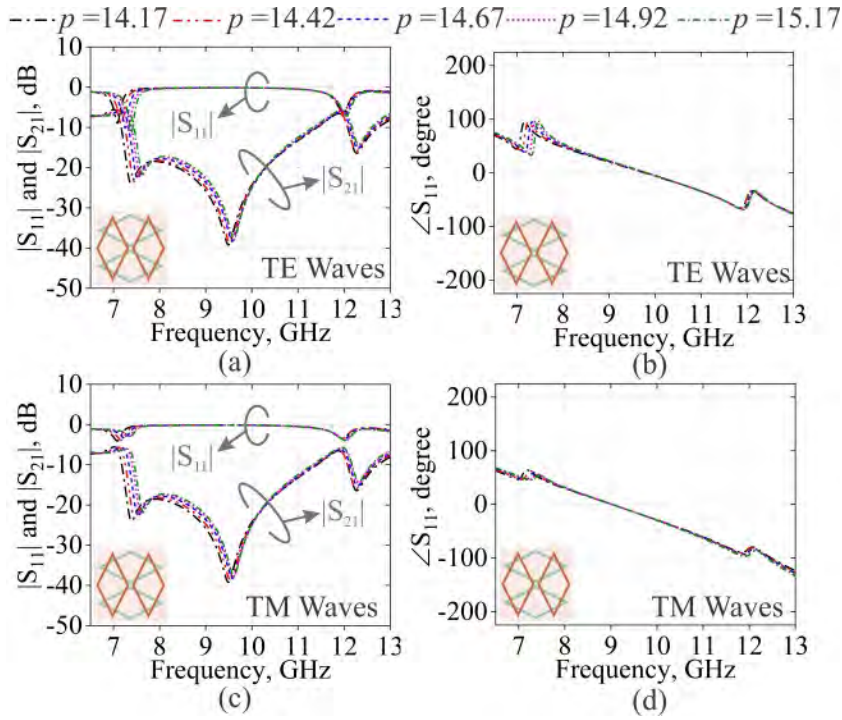 p =14.17 p =14.42 p =14.67 p =14.92 p =15.17
|S11| and |S21|, dB
10
0
-10
-20
-30
-40
-50
|S11|
|S21|
TE Waves
7 8 9 10 11 12 13
Frequency, GHz
(a)
∠S11, degree
200
100
0
-100
-200
TE Waves
7 8 9 10 11 12 13
Frequency, GHz
(b)
|S11| and |S21|, dB
10
0
-10
-20
-30
-40
-50
|S11|
|S21|
TM Waves
7 8 9 10 11 12 13
Frequency, GHz
(c)
∠S11, degree
200
100
0
-100
-200
TM Waves
7 8 9 10 11 12 13
Frequency, GHz
(d)